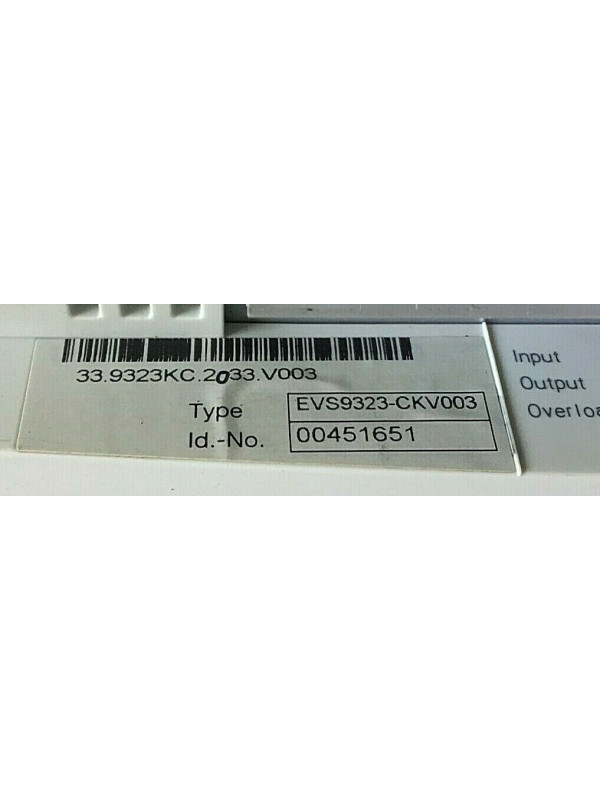 33.9323KC.2033.V003
Type EVS9323-CKV003
Id.-No. 00451651
Input
Output